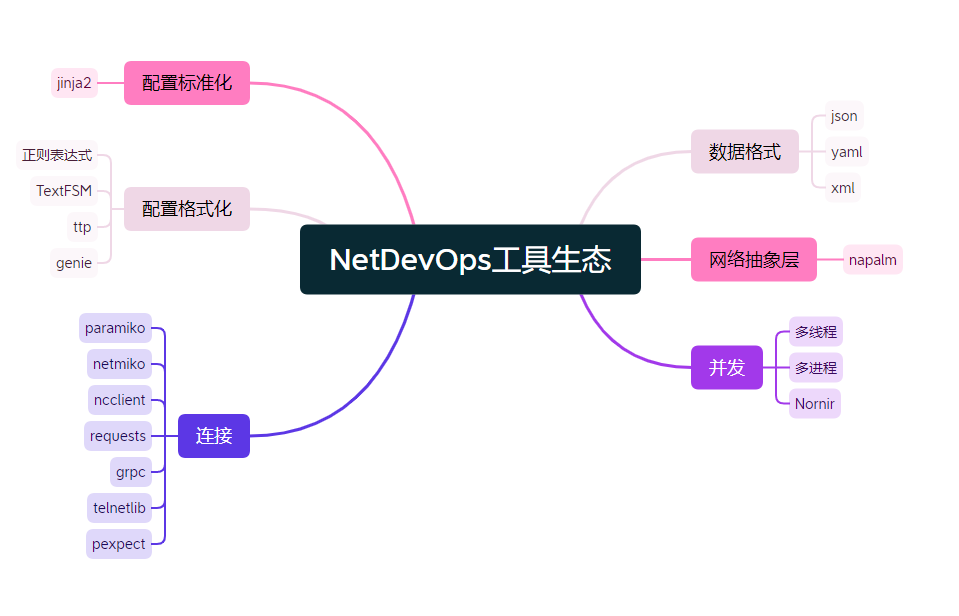 NetDevOps工具生态
配置标准化
jinja2
配置格式化
正则表达式
TextFSM
ttp
genie
连接
paramiko
netmiko
ncclient
requests
grpc
telnetlib
pexpect
数据格式
json
yaml
xml
网络抽象层
napalm
并发
多线程
多进程
Nornir